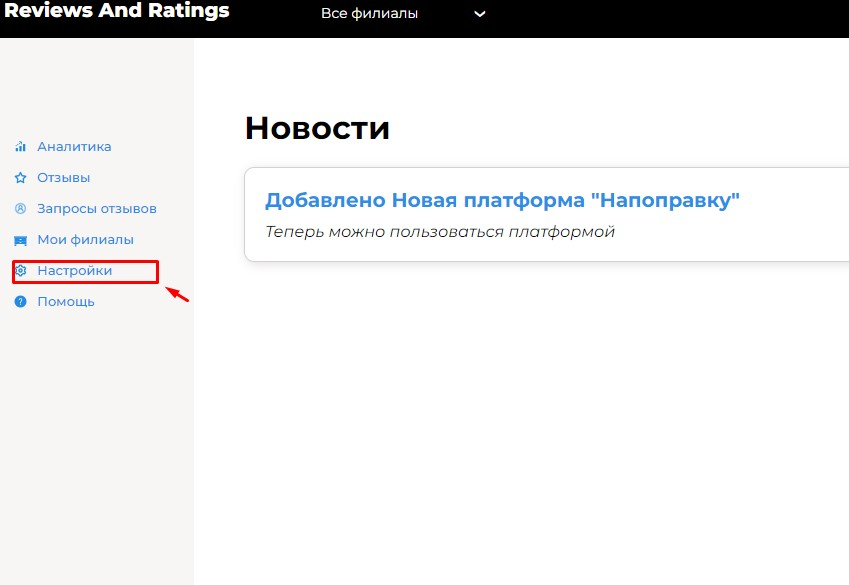 Reviews And Ratings
Все филиалы
Аналитика
Отзывы
Запросы отзывов
Мои филиалы
Настройки
Помощь
Новости
Добавлено Новая платформа "Напоправку"
Теперь можно пользоваться платформой